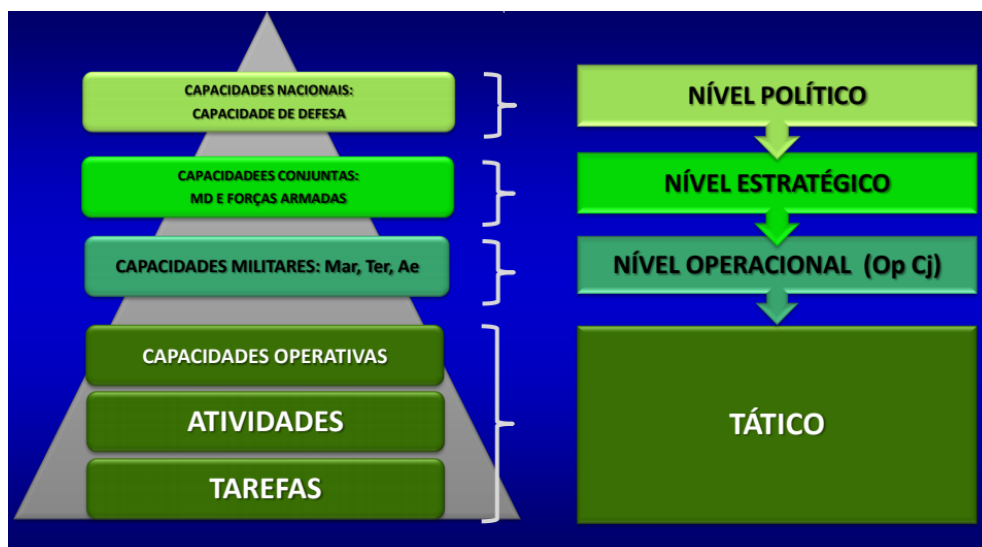 CAPACIDADES NACIONAIS:
CAPACIDADE DE DEFESA
NÍVEL POLÍTICO
CAPACIDADEES CONJUNTAS:
MD E FORÇAS ARMADAS
NÍVEL ESTRATÉGICO
CAPACIDADES MILITARES: Mar, Ter, Ae
NÍVEL OPERACIONAL (Op Cj)
CAPACIDADES OPERATIVAS
ATIVIDADES
TAREFAS
TÁTICO